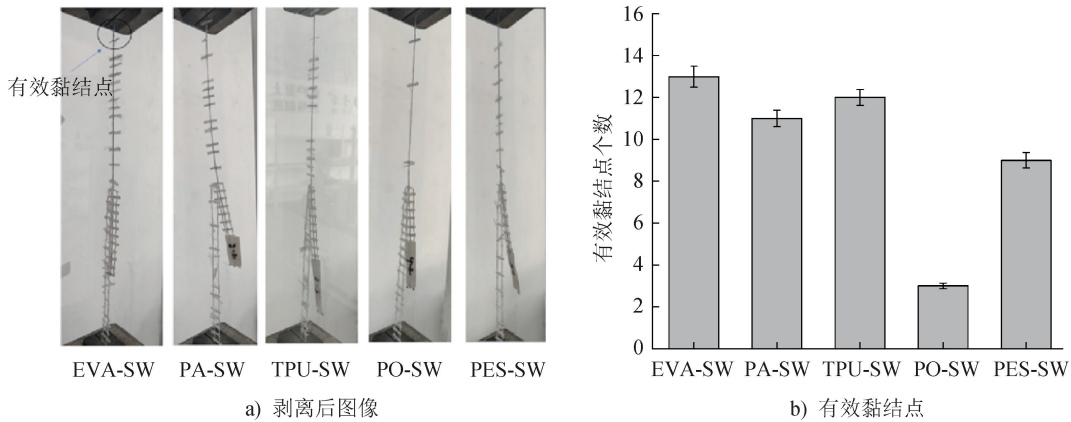 有效黏结点
EVA-SW
PA-SW
TPU-SW
PO-SW
PES-SW
a) 剥离后图像
有效黏结点个数
16
14
12
10
8
6
4
2
0
EVA-SW
PA-SW
TPU-SW
PO-SW
PES-SW
b) 有效黏结点